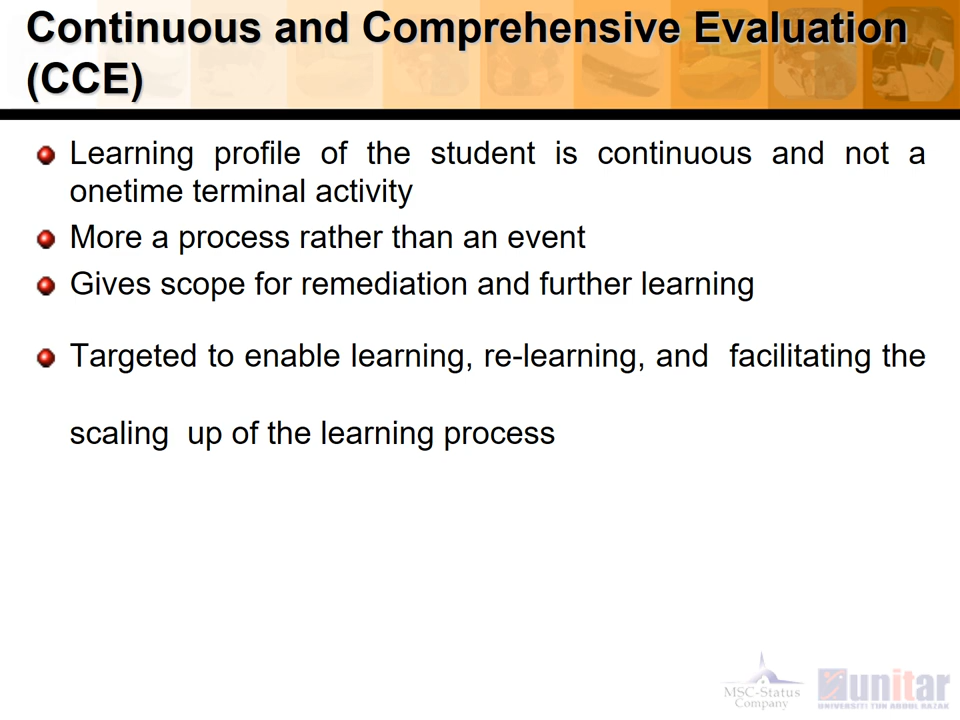 Continuous and Comprehensive Evaluation
(CCE)
Learning profile of the student is continuous and not a
onetime terminal activity
More a process rather than an event
Gives scope for remediation and further learning
Targeted to enable learning, re-learning, and facilitating the
scaling up of the learning process
MSC-Status
Company
unitar
UNIVERSITI TUN ABDUL RAZAK